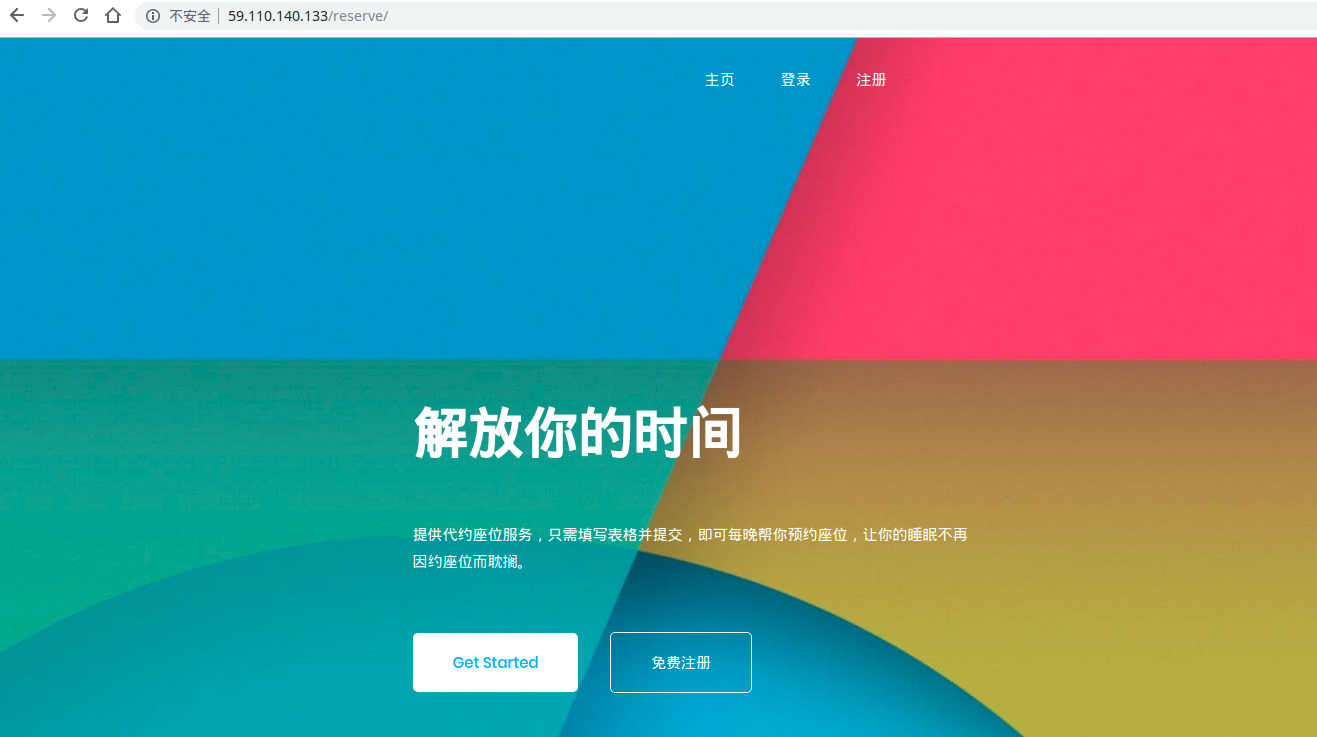 不安全 59.110.140.133/reserve/
主页 登录 注册
解放你的时间
提供代约座位服务，只需填写表格并提交，即可每晚帮你预约座位，让你的睡眠不再
因约座位而耽搁。
Get Started 免费注册